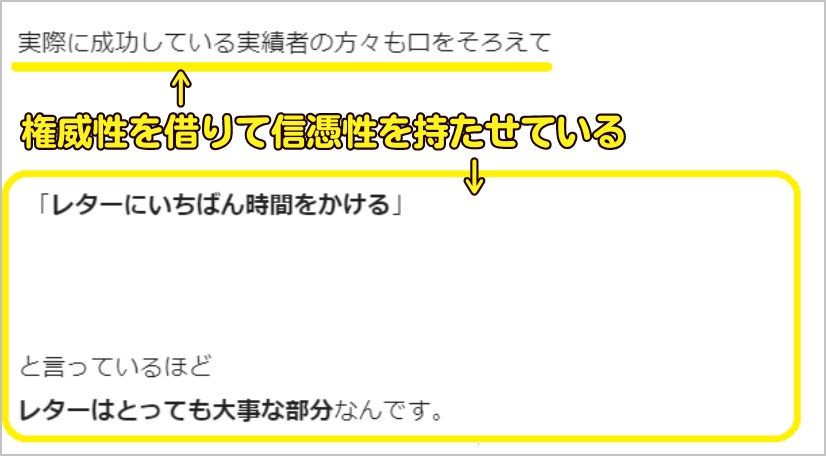 実際に成功している実績者の方々も口をそろえて
権威性を借りて信憑性を持たせている
「レターにいちばん時間をかける」
と言っているほど
レターはとっても大事な部分なんです。